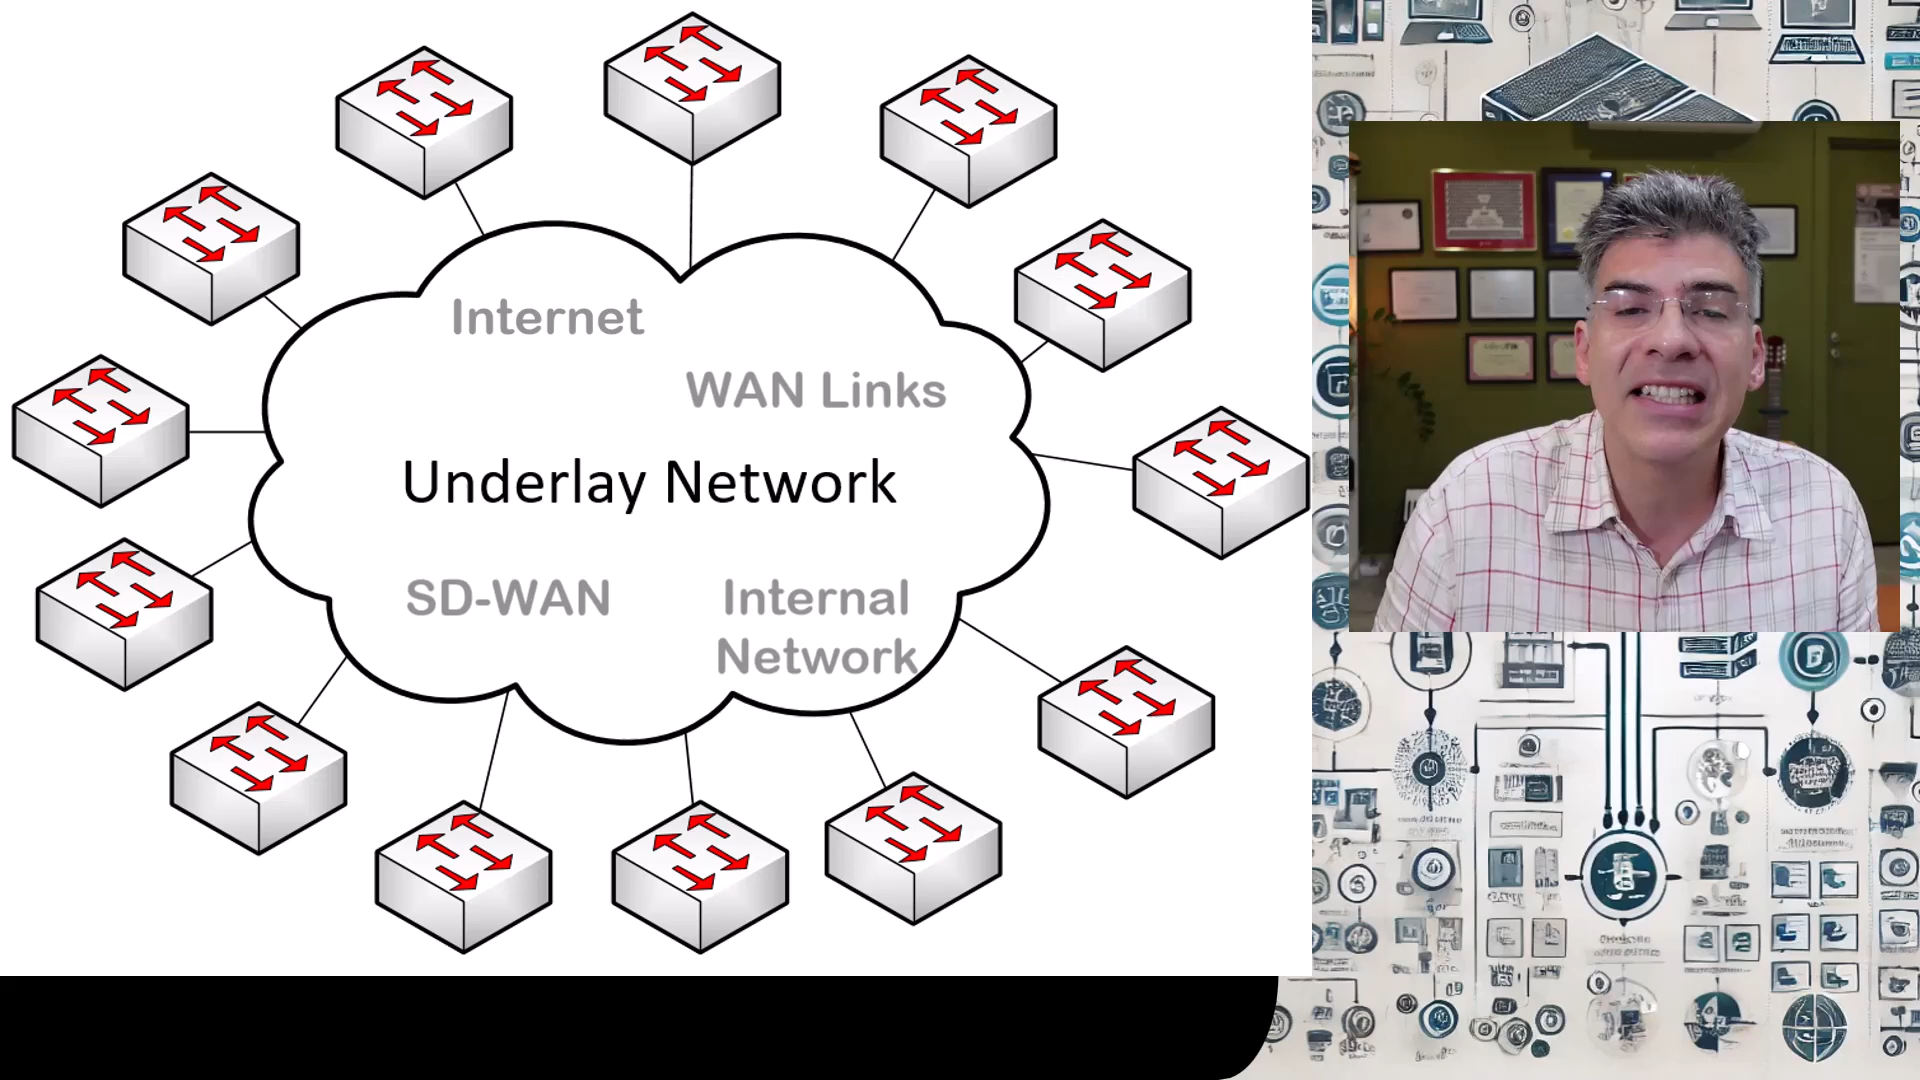 Internet
WAN Links
Underlay Network
SD-WAN
Internal
Network